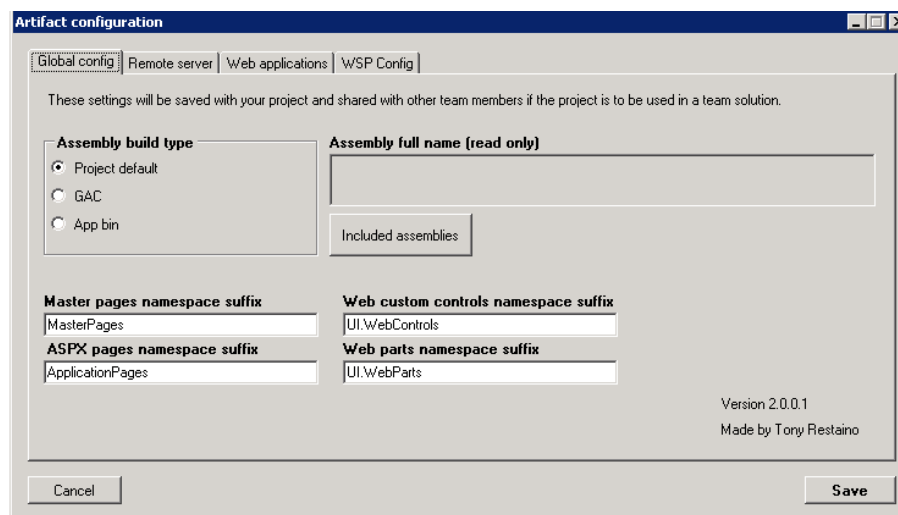 Artifact configuration
Global config Remote server Web applications WSP Config
These settings will be saved with your project and shared with other team members if the project is to be used in a team solution.
Assembly build type
Project default
GAC
App bin
Assembly full name (read only)
Included assemblies
Master pages namespace suffix
MasterPages
ASPX pages namespace suffix
ApplicationPages
Web custom controls namespace suffix
UI.WebControls
Web parts namespace suffix
UI.WebParts
Version 2.0.0.1
Made by Tony Restaino
Cancel
Save